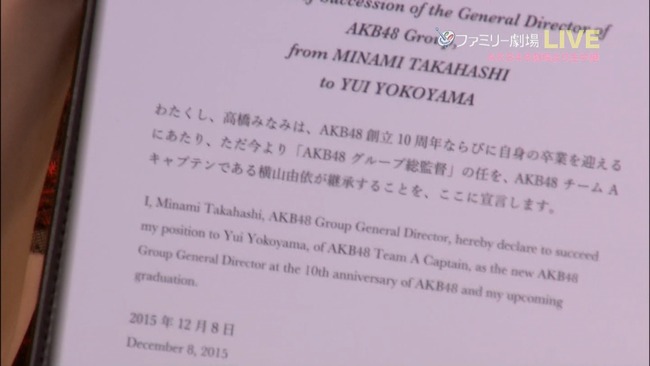 Succession of the General Director of
AKB48 Group,
from MINAMI TAKAHASHI
to YUI YOKOYAMA
ファミリー劇場 LIVE
わたくし、高橋みなみは、AKB48 創立 10 周年ならびに自身の卒業を迎える
にあたり、ただ今より「AKB48 グループ総監督」の任を、AKB48 チーム A
キャプテンである横山由依が継承することを、ここに宣言します。
I, Minami Takahashi, AKB48 Group General Director, hereby declare to succeed
my position to Yui Yokoyama, of AKB48 Team A Captain, as the new AKB48
Group General Director at the 10th anniversary of AKB48 and my upcoming
graduation.
2015 年 12 月 8 日
December 8, 2015